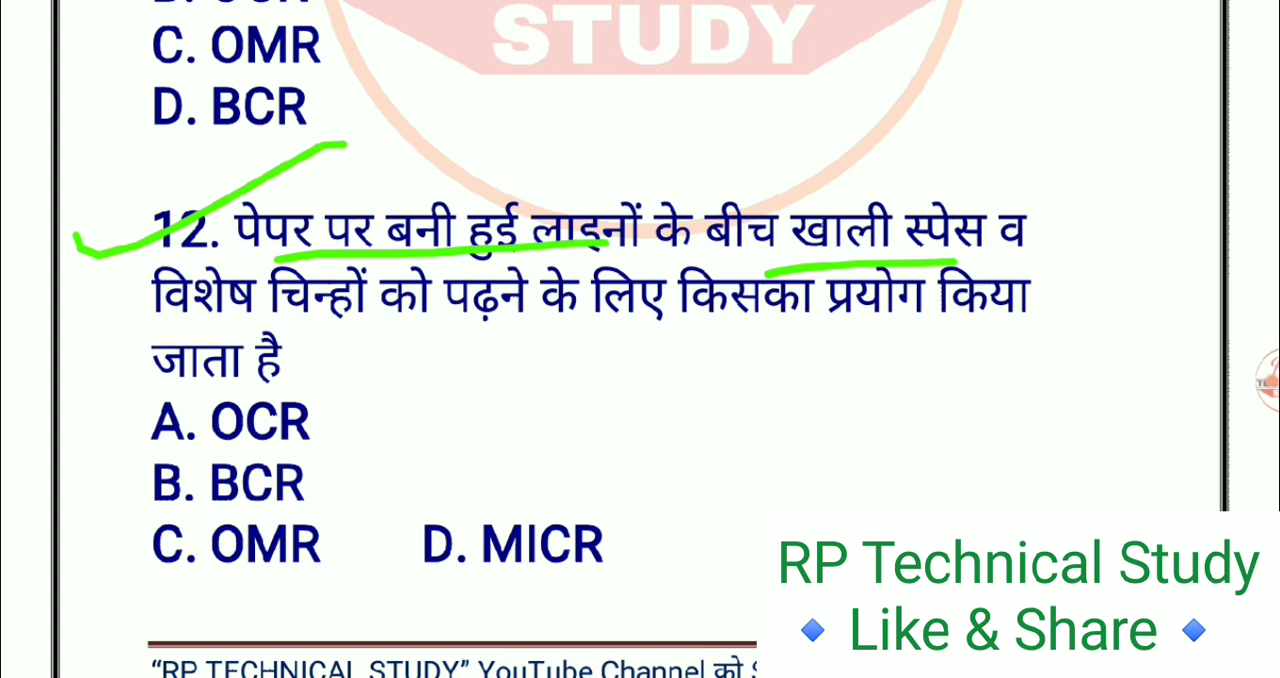 STUDY
C. OMR
D. BCR
12. पेपर पर बनी हुई लाइनों के बीच खाली स्पेस व
विशेष चिन्हों को पढ़ने के लिए किसका प्रयोग किया
जाता है
A. OCR
B. BCR
C. OMR D. MICR
RP Technical Study
🔹 Like & Share 🔹
“RP TECHNICAL STUDY” YouTube Channel को